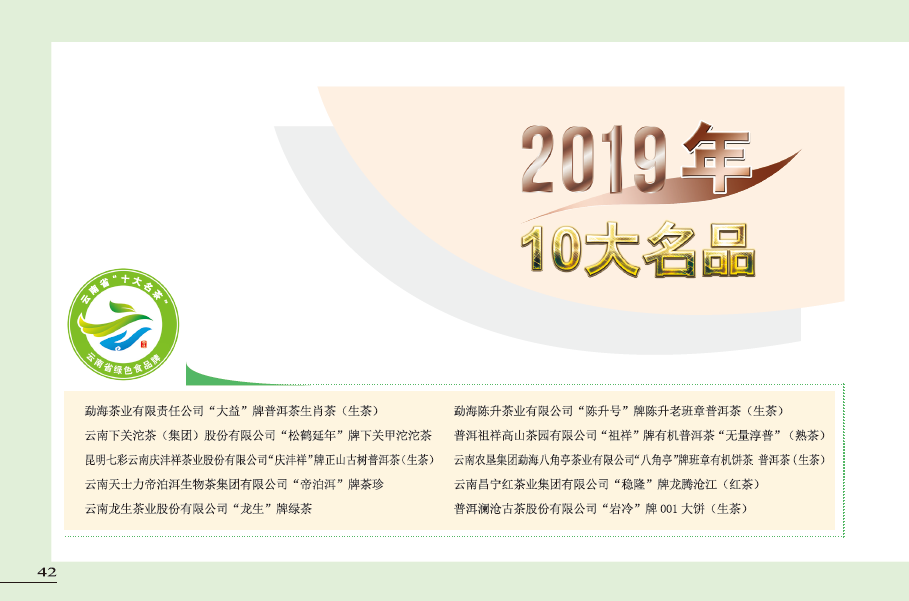 2019年
10大名品
云南省“十大名茶”
云南省绿色食品品牌
勐海茶业有限责任公司“大益”牌普洱茶生肖茶（生茶）
云南下关沱茶（集团）股份有限公司“松鹤延年”牌下关甲沱沱茶
昆明七彩云南庆沣祥茶业股份有限公司“庆沣祥”牌正山古树普洱茶（生茶）
云南天士力帝泊洱生物茶集团有限公司“帝泊洱”牌茶珍
云南龙生茶业股份有限公司“龙生”牌绿茶
勐海陈升茶业有限公司“陈升号”牌陈升老班章普洱茶（生茶）
普洱祖祥高山茶园有限公司“祖祥”牌有机普洱茶“无量淳普”（熟茶）
云南农垦集团勐海八角亭茶业有限公司“八角亭”牌班章有机饼茶 普洱茶（生茶）
云南昌宁红茶业集团有限公司“稳隆”牌龙腾沧江（红茶）
普洱澜沧古茶股份有限公司“岩冷”牌 001 大饼（生茶）
42